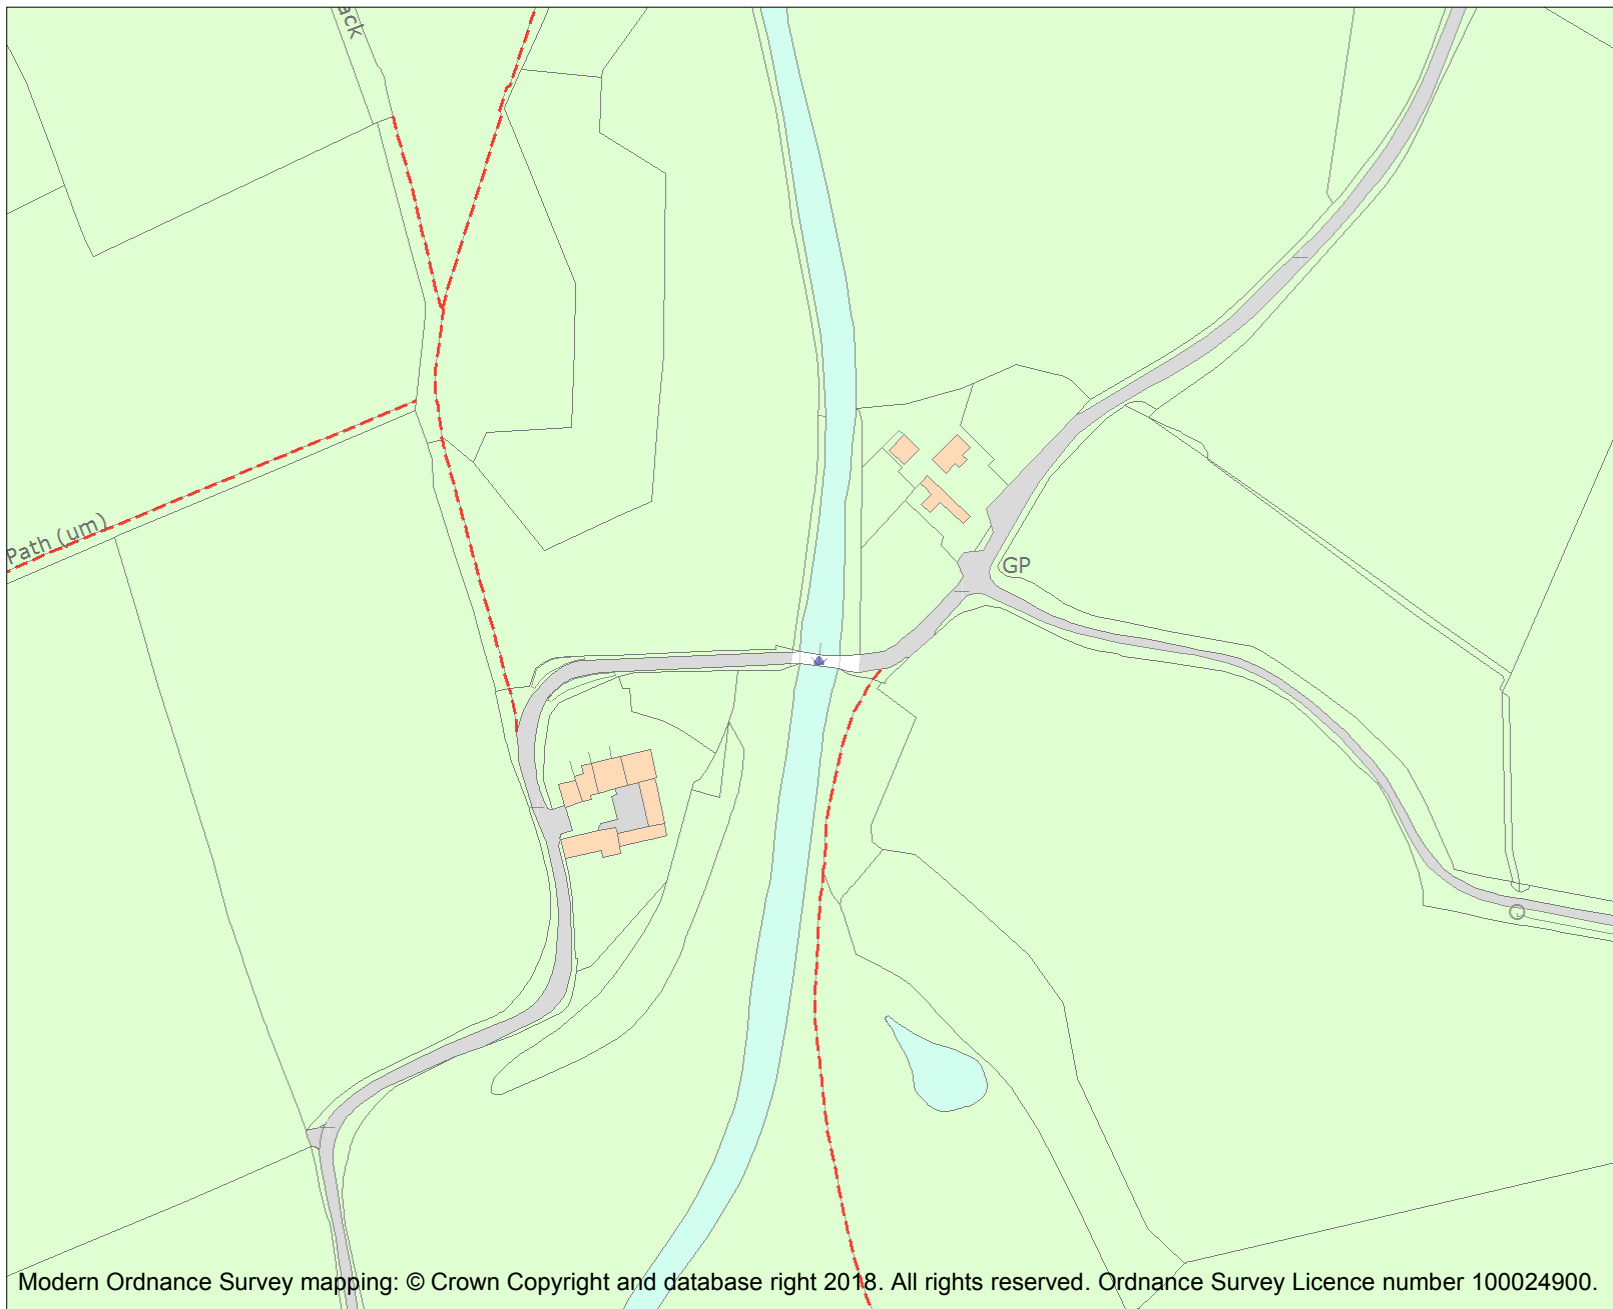 ack
Path (um)
GP
Modern Ordnance Survey mapping: © Crown Copyright and database right 2018. All rights reserved. Ordnance Survey Licence number 100024900.